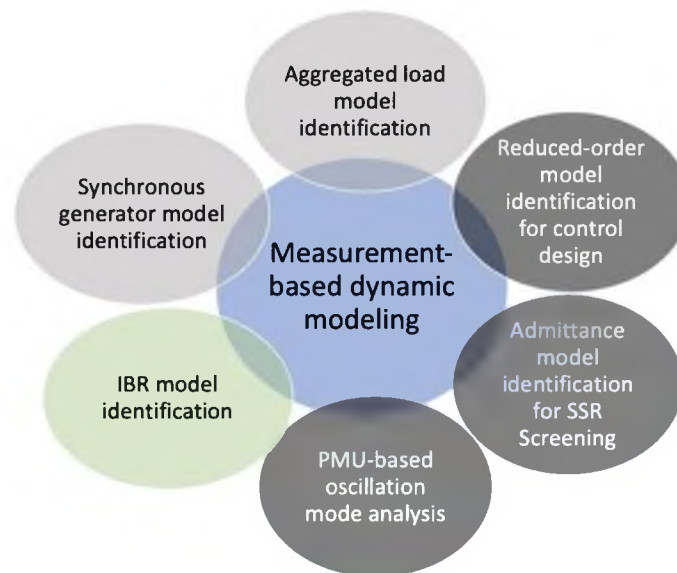 Aggregated load
model
identification
Reduced-order
model
identification
for control
design
Synchronous
generator model
identification
Measurement-
based dynamic
modeling
Admittance
model
identification
for SSR
Screening
IBR model
identification
PMU-based
oscillation
mode analysis